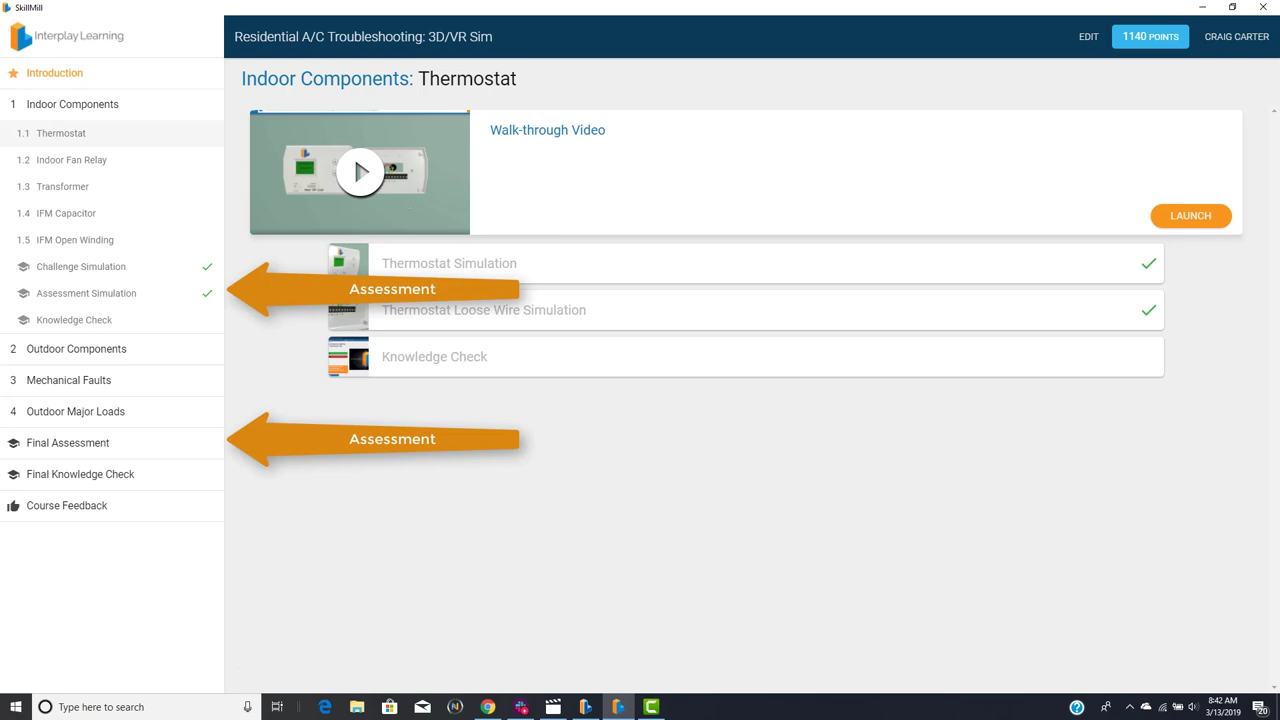 SkillMill
Interplay Learning
Residential A/C Troubleshooting: 3D/VR Sim
EDIT
1140 POINTS
CRAIG CARTER
Introduction
1 Indoor Components
1.1 Thermostat
1.2 Indoor Fan Relay
1.3 Transformer
1.4 IFM Capacitor
1.5 IFM Open Winding
Challenge Simulation
Assessment Simulation
Knowledge Check
2 Outdoor Components
3 Mechanical Faults
4 Outdoor Major Loads
Final Assessment
Final Knowledge Check
Course Feedback
Indoor Components: Thermostat
Walk-through Video
LAUNCH
Thermostat Simulation
Assessment
Thermostat Loose Wire Simulation
Knowledge Check
Assessment
Type here to search
8:42 AM
3/13/2019
20